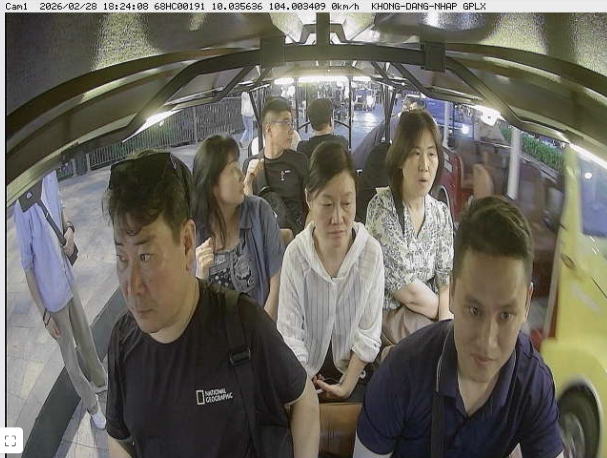 Cam1 2026/02/28 18:24:08 68HC00191 10.035636 104.003409 0km/h KHONG-DANG-NHAP GPLX
NATIONAL
GEOGRAPHIC